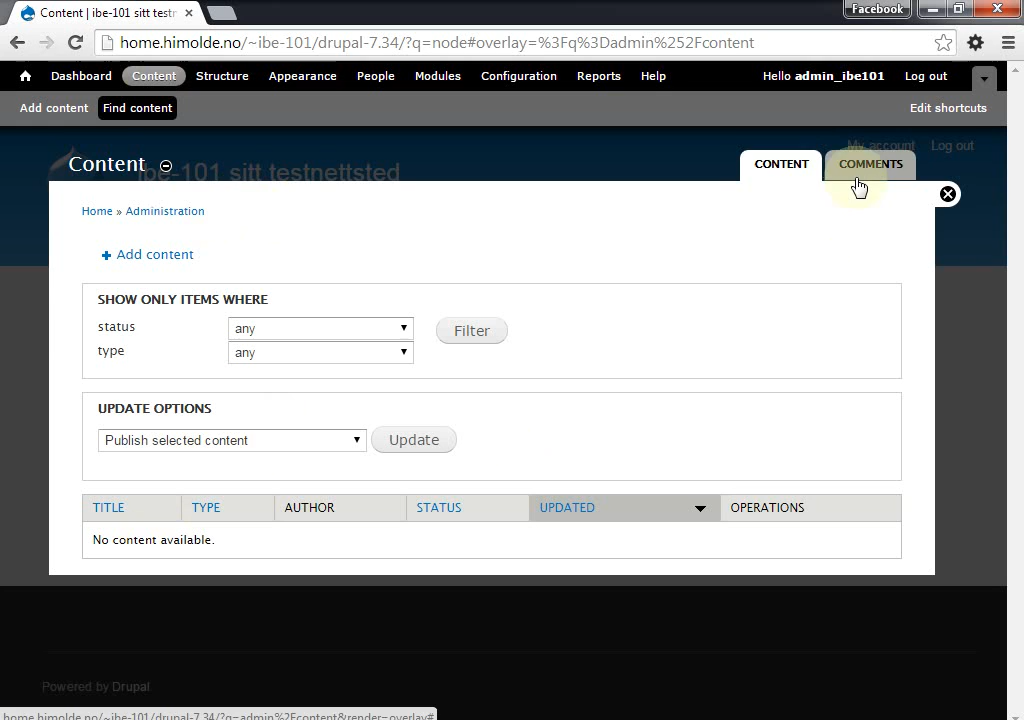 Content | ibe-101 sitt testn
Facebook
home.himolde.no/~ibe-101/drupal-7.34/?q=node#overlay=%3Fq%3Dadmin%252Fcontent
Dashboard Content Structure Appearance People Modules Configuration Reports Help Hello admin_ibe101 Log out
Add content Find content Edit shortcuts
My account Log out
Content ibe-101 sitt testnettsted CONTENT COMMENTS
Home » Administration
Add content
SHOW ONLY ITEMS WHERE
status any Filter
type any
UPDATE OPTIONS
Publish selected content Update
TITLE TYPE AUTHOR STATUS UPDATED OPERATIONS
No content available.
Powered by Drupal
home.himolde.no/~ibe-101/drupal-7.34/?q=admin%2Fcontent&render=overlay#